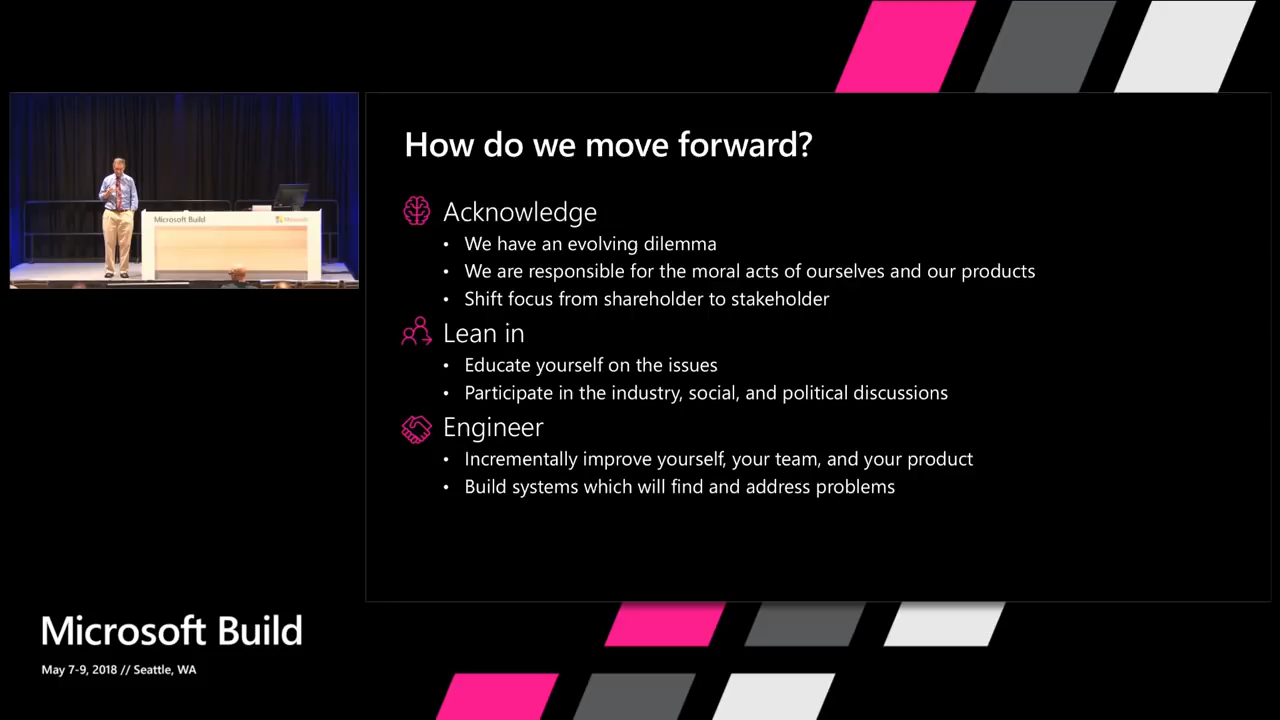 How do we move forward?
Acknowledge
• We have an evolving dilemma
• We are responsible for the moral acts of ourselves and our products
• Shift focus from shareholder to stakeholder
Lean in
• Educate yourself on the issues
• Participate in the industry, social, and political discussions
Engineer
• Incrementally improve yourself, your team, and your product
• Build systems which will find and address problems
Microsoft Build
Microsoft
Microsoft Build
May 7-9, 2018 // Seattle, WA